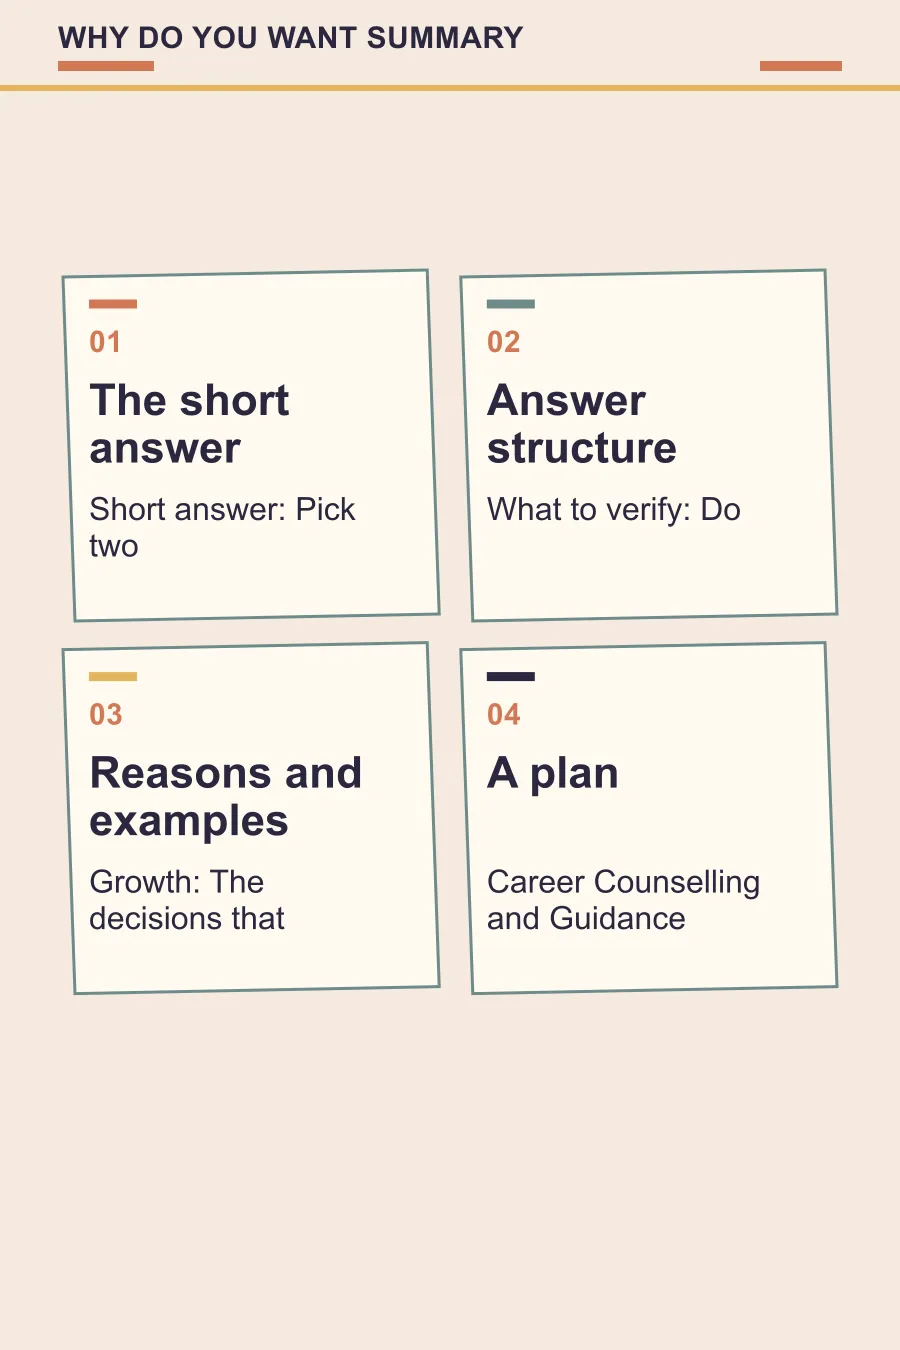 WHY DO YOU WANT SUMMARY
01
The short
answer
Short answer: Pick
two
02
Answer
structure
What to verify: Do
03
Reasons and
examples
Growth: The
decisions that
04
A plan
Career Counselling
and Guidance